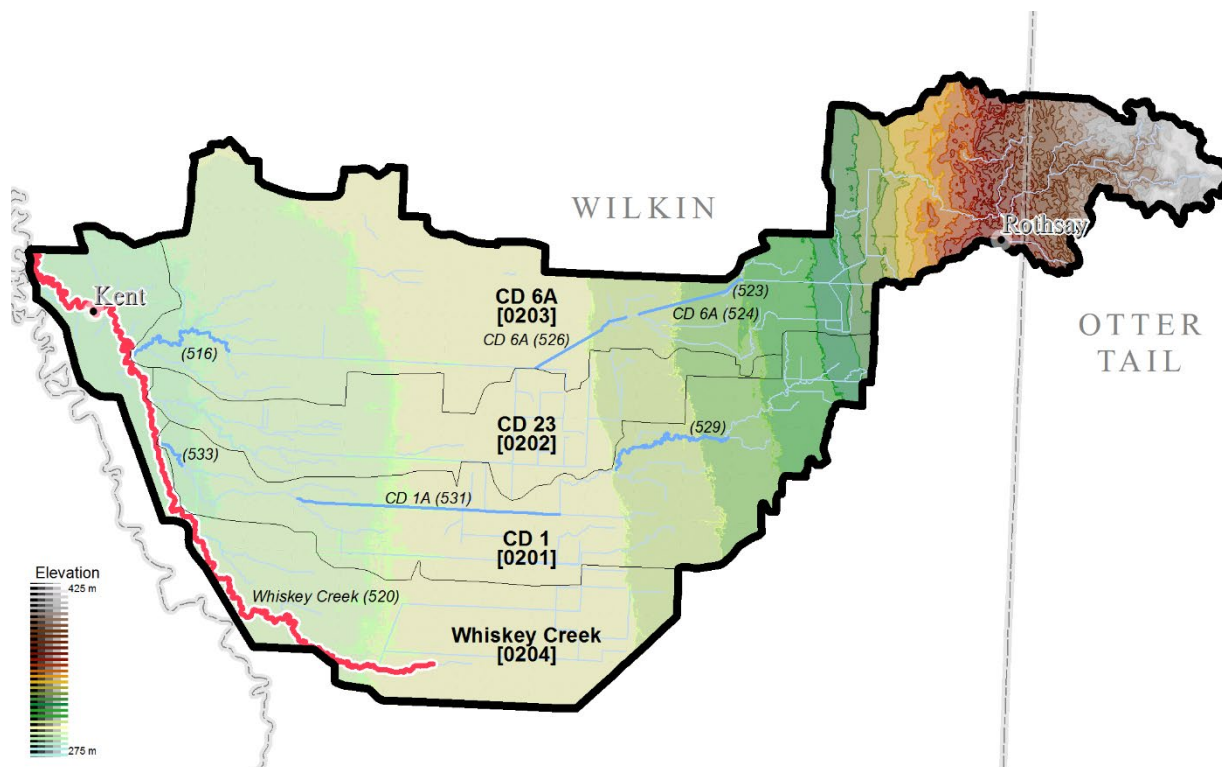 WILKIN
Rothsay
Kent
CD 6A
[0203]
(523)
CD 6A (524)
CD 6A (526)
OTTER
TAIL
(516)
CD 23
[0202]
(529)
(533)
CD 1A (531)
CD 1
[0201]
Elevation
425 m
275 m
Whiskey Creek (520)
Whiskey Creek
[0204]